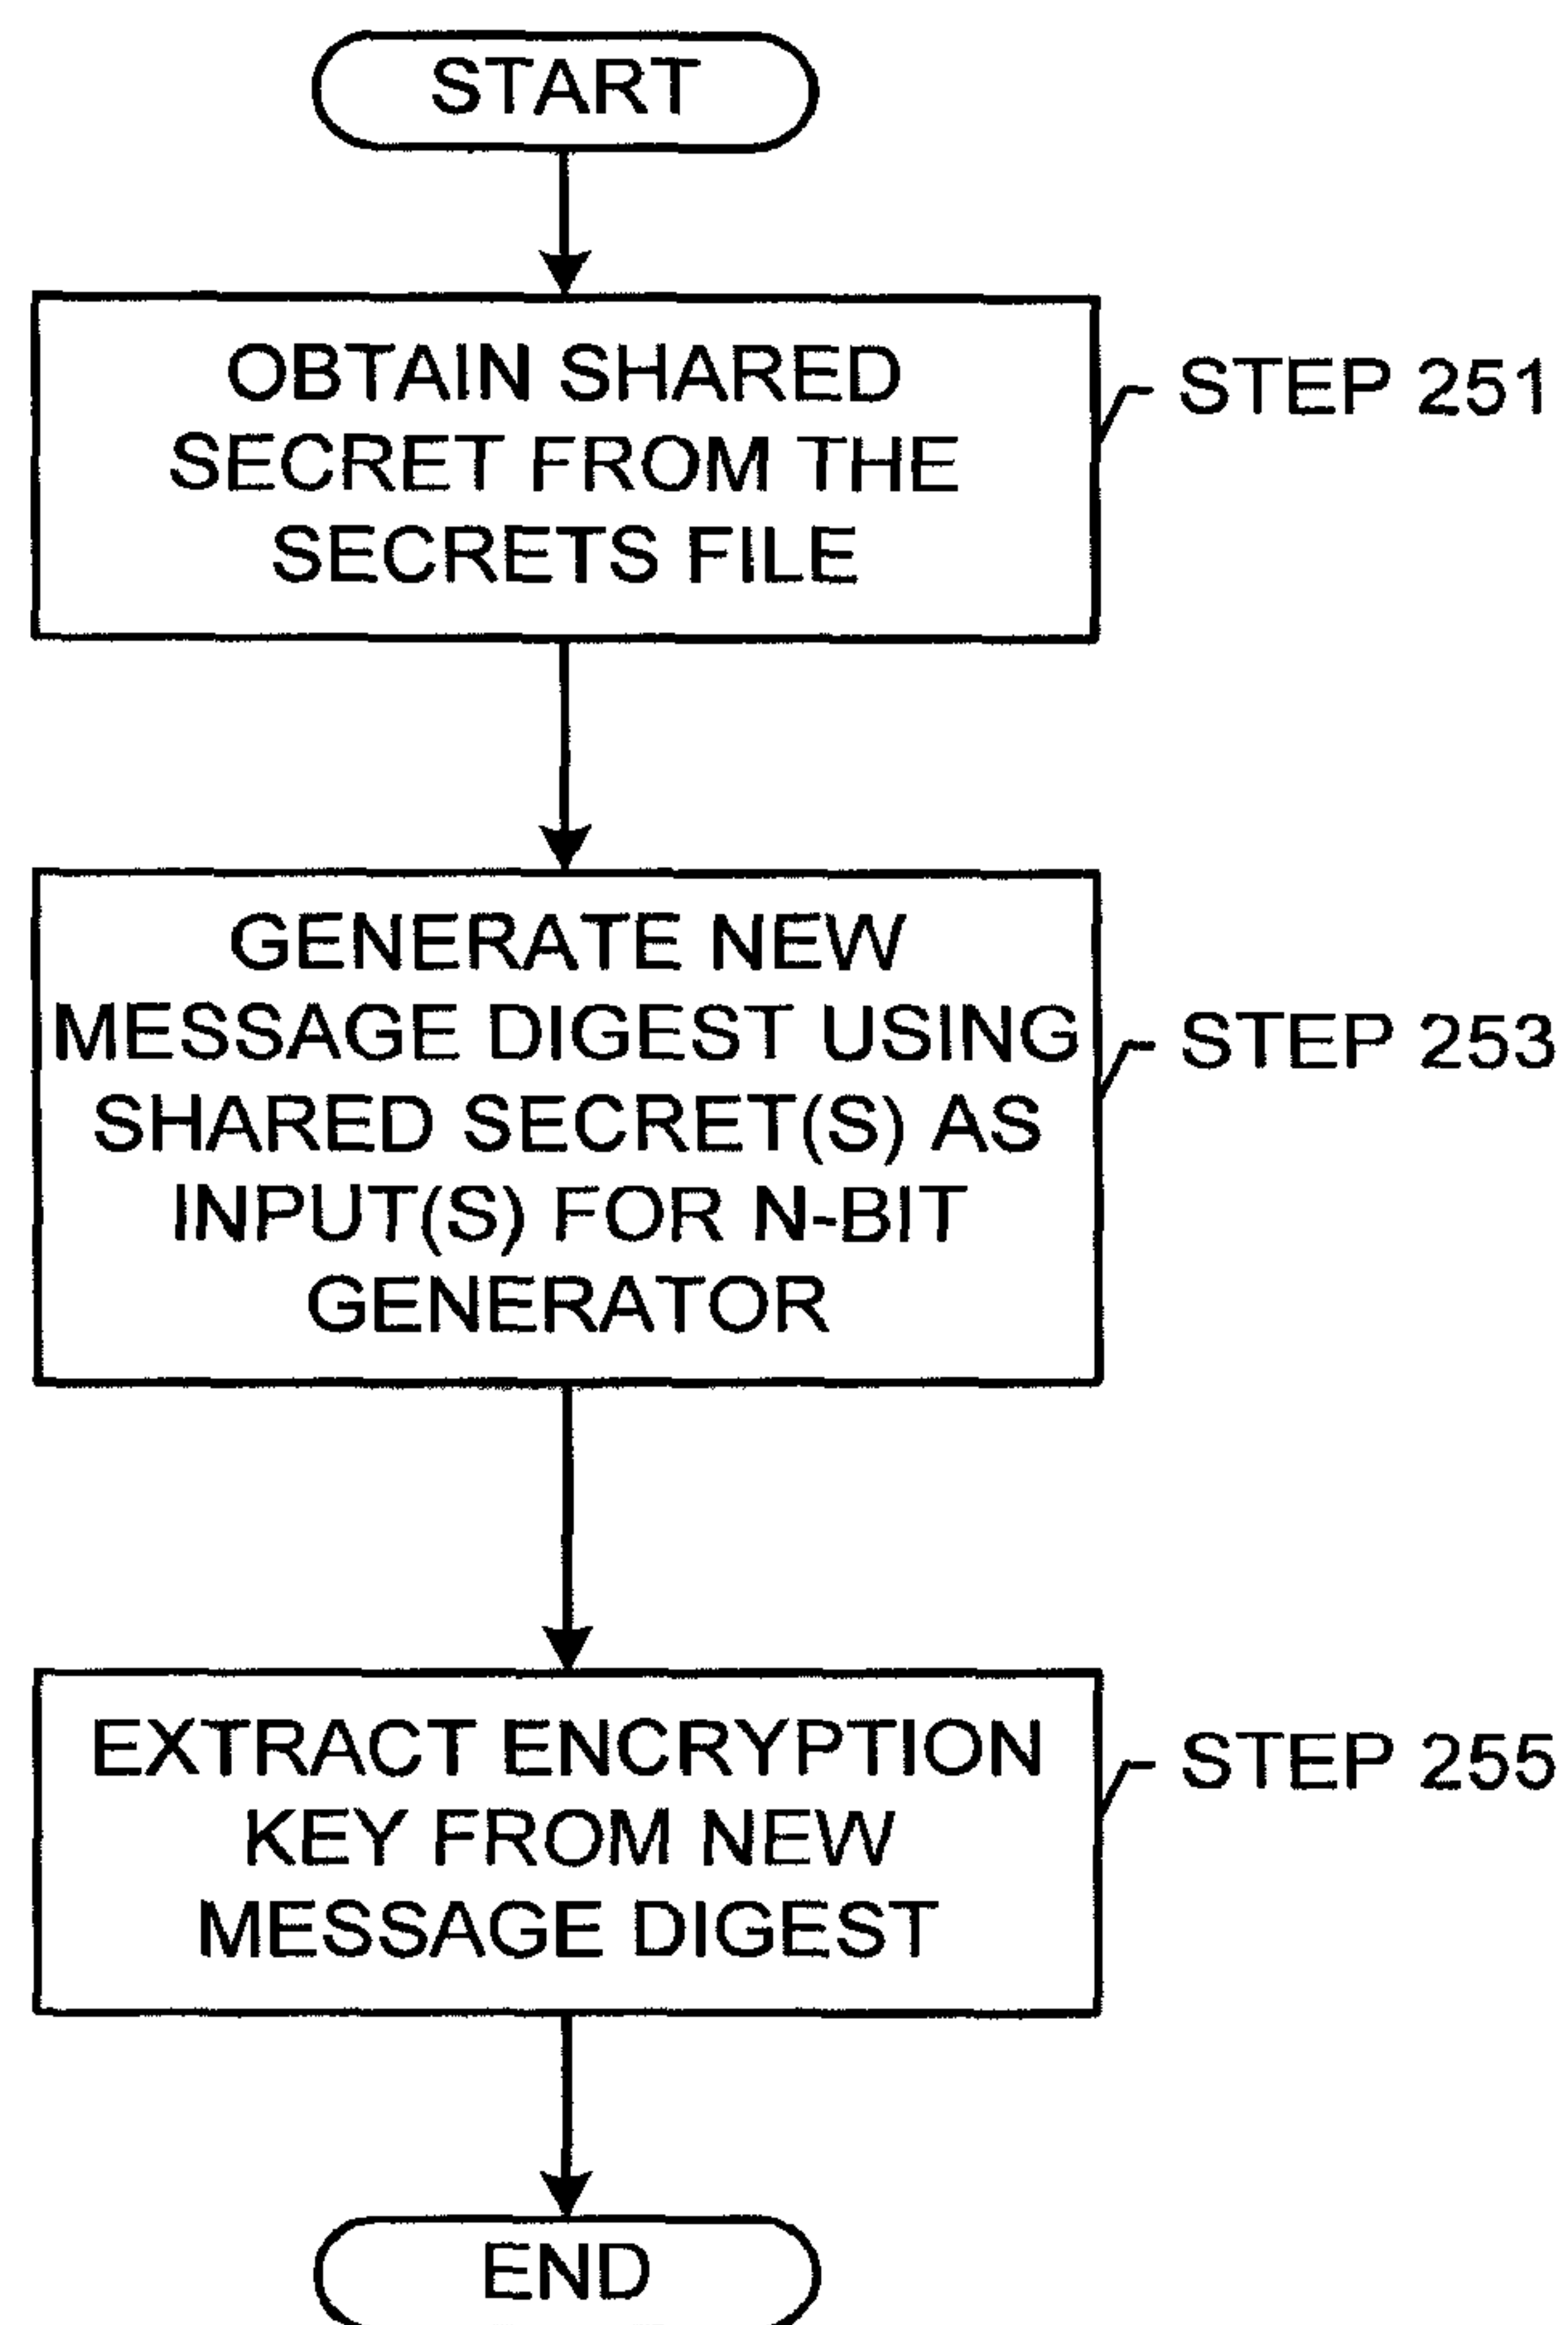 START
OBTAIN SHARED
SECRET FROM THE
SECRETS FILE
STEP 251
GENERATE NEW
MESSAGE DIGEST USING
SHARED SECRET(S) AS
INPUT(S) FOR N-BIT
GENERATOR
STEP 253
EXTRACT ENCRYPTION
KEY FROM NEW
MESSAGE DIGEST
STEP 255
END